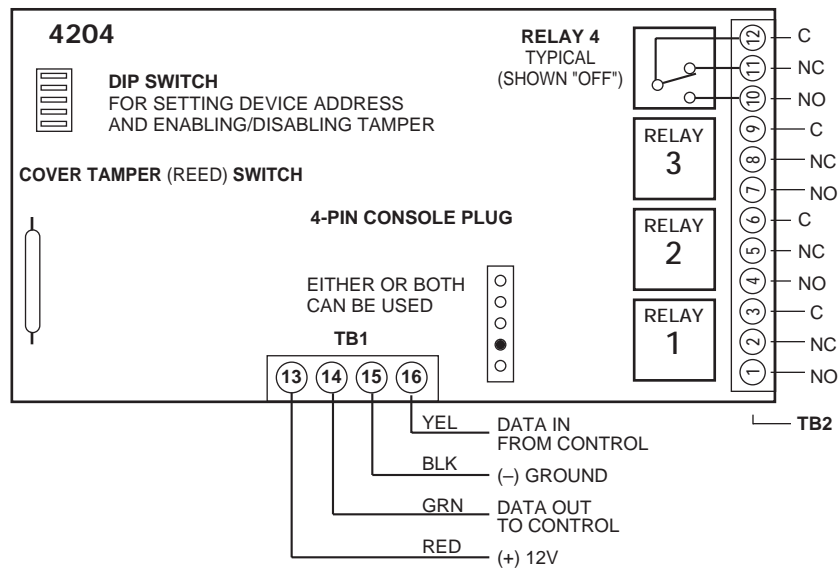 4204
DIP SWITCH
FOR SETTING DEVICE ADDRESS
AND ENABLING/DISABLING TAMPER
COVER TAMPER (REED) SWITCH
4-PIN CONSOLE PLUG
EITHER OR BOTH
CAN BE USED
TB1
13 14 15 16
RELAY 4
TYPICAL
(SHOWN "OFF")
RELAY
3
RELAY
2
RELAY
1
12 C
11 NC
10 NO
9 C
8 NC
7 NO
6 C
5 NC
4 NO
3 C
2 NC
1 NO
TB2
YEL DATA IN
FROM CONTROL
BLK (–) GROUND
GRN DATA OUT
TO CONTROL
RED (+) 12V